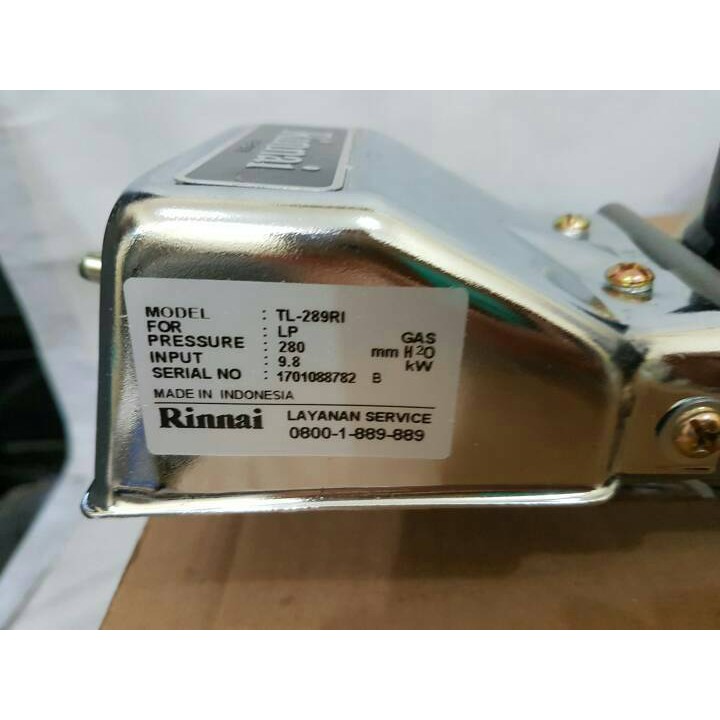 Rinnai
MODEL : TL-289RI
FOR : LP GAS
PRESSURE : 280 mm H2O
INPUT : 9.8 kW
SERIAL NO : 1701088782 B
MADE IN INDONESIA
Rinnai LAYANAN SERVICE
0800-1-889-889